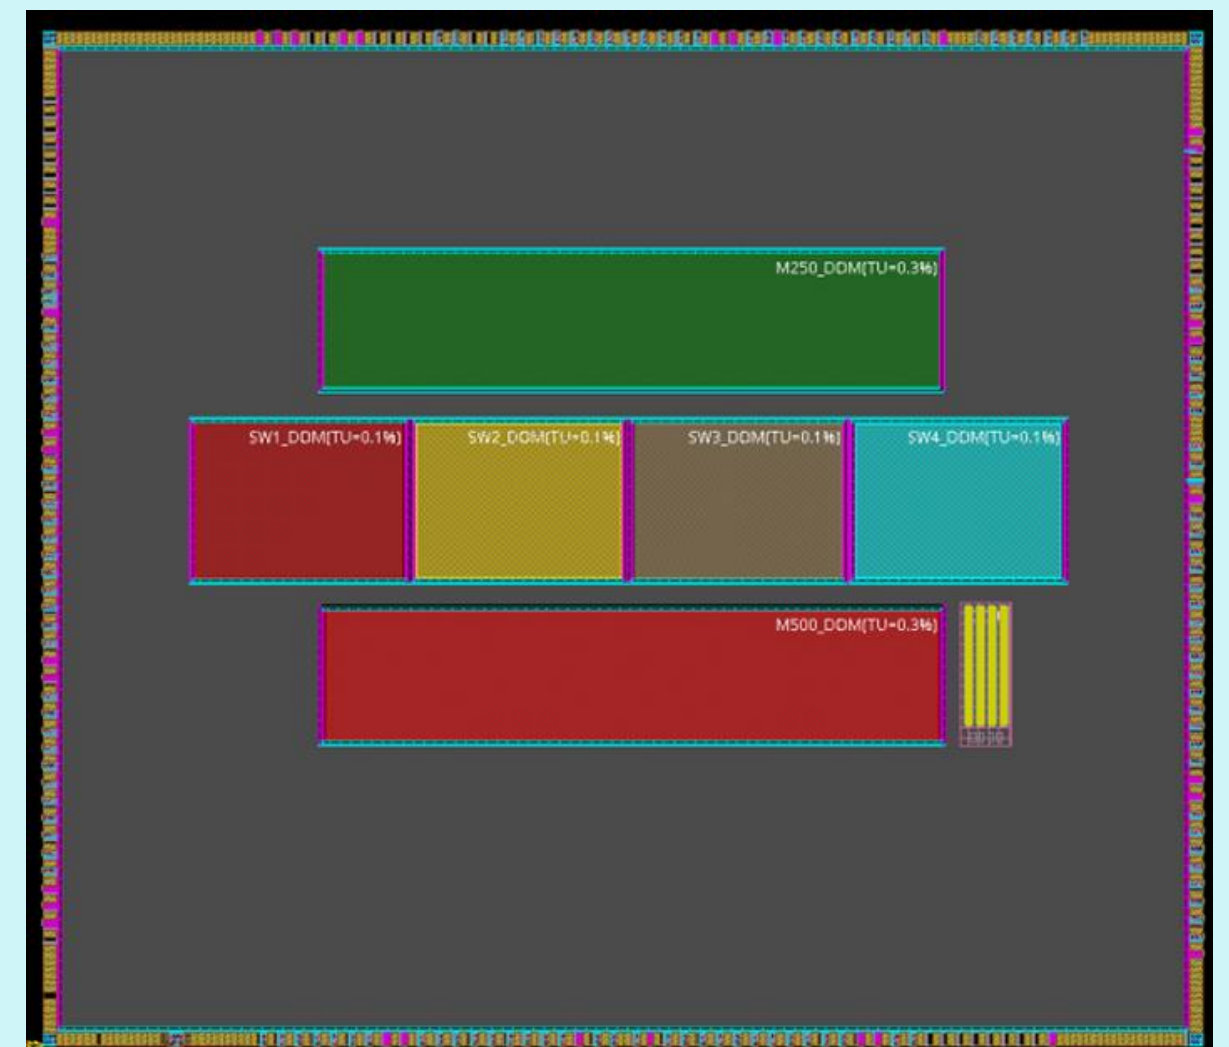 M250_DDM(TU=0.3%)
SW1_DDM(TU=0.1%)
SW2_DDM(TU=0.1%)
SW3_DDM(TU=0.1%)
SW4_DDM(TU=0.1%)
M500_DDM(TU=0.3%)